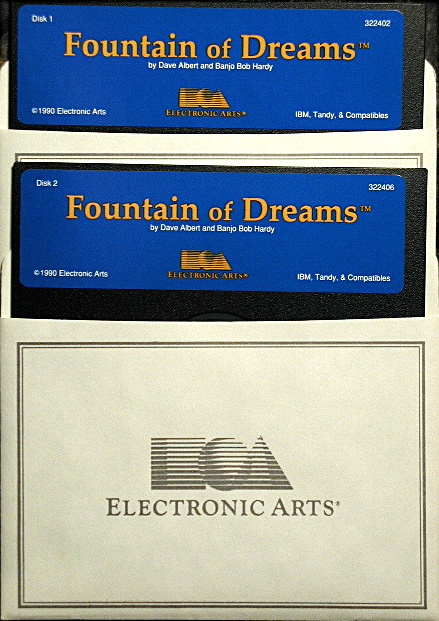 Disk 1
322402
Fountain of Dreams™
by Dave Albert and Banjo Bob Hardy
ELECTRONIC ARTS®
©1990 Electronic Arts
IBM, Tandy, & Compatibles
Disk 2
322406
Fountain of Dreams™
by Dave Albert and Banjo Bob Hardy
ELECTRONIC ARTS®
©1990 Electronic Arts
IBM, Tandy, & Compatibles
ELECTRONIC ARTS®